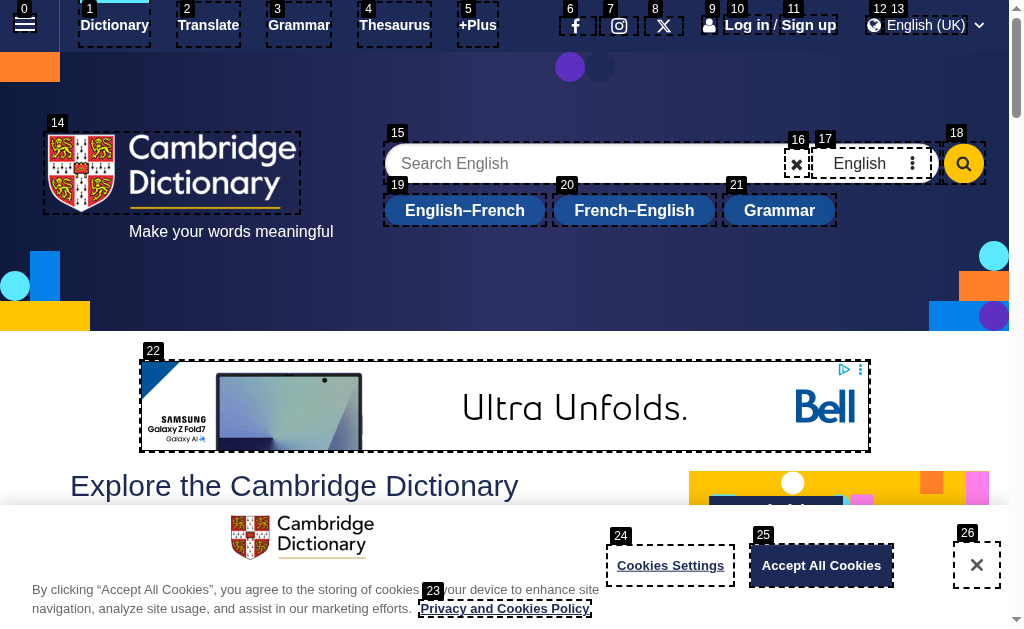 0 1 2 3 4 5 6 7 8 9 10 11 12 13
Dictionary Translate Grammar Thesaurus +Plus Log in / Sign up English (UK)
14
15 16 17 18
Cambridge
Dictionary
Make your words meaningful
Search English English
19 20 21
English–French French–English Grammar
22
SAMSUNG
Galaxy Z Fold7
Galaxy AI
Ultra Unfolds.
Bell
Explore the Cambridge Dictionary
Cambridge
Dictionary
24 25 26
Cookies Settings Accept All Cookies
23
By clicking “Accept All Cookies”, you agree to the storing of cookies your device to enhance site
navigation, analyze site usage, and assist in our marketing efforts. Privacy and Cookies Policy